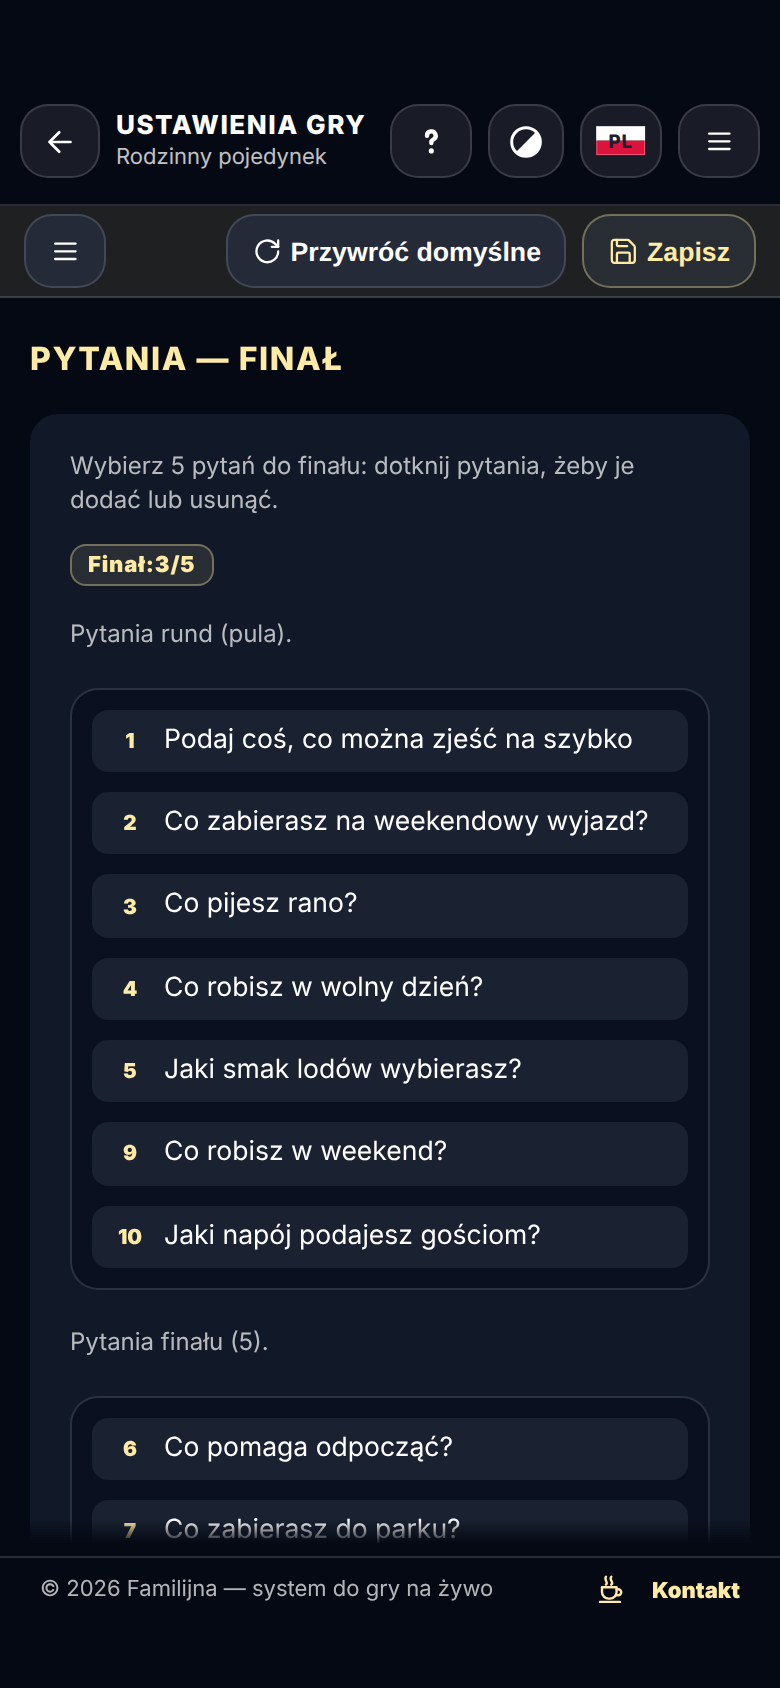 USTAWIENIA GRY
Rodzinny pojedynek
?
PL
Przywróć domyślne
Zapisz
PYTANIA — FINAŁ
Wybierz 5 pytań do finału: dotknij pytania, żeby je
dodać lub usunąć.
Finał:3/5
Pytania rund (pula).
1 Podaj coś, co można zjeść na szybko
2 Co zabierasz na weekendowy wyjazd?
3 Co pijesz rano?
4 Co robisz w wolny dzień?
5 Jaki smak lodów wybierasz?
9 Co robisz w weekend?
10 Jaki napój podajesz gościom?
Pytania finału (5).
6 Co pomaga odpocząć?
7 Co zabierasz do parku?
© 2026 Familijna — system do gry na żywo
Kontakt